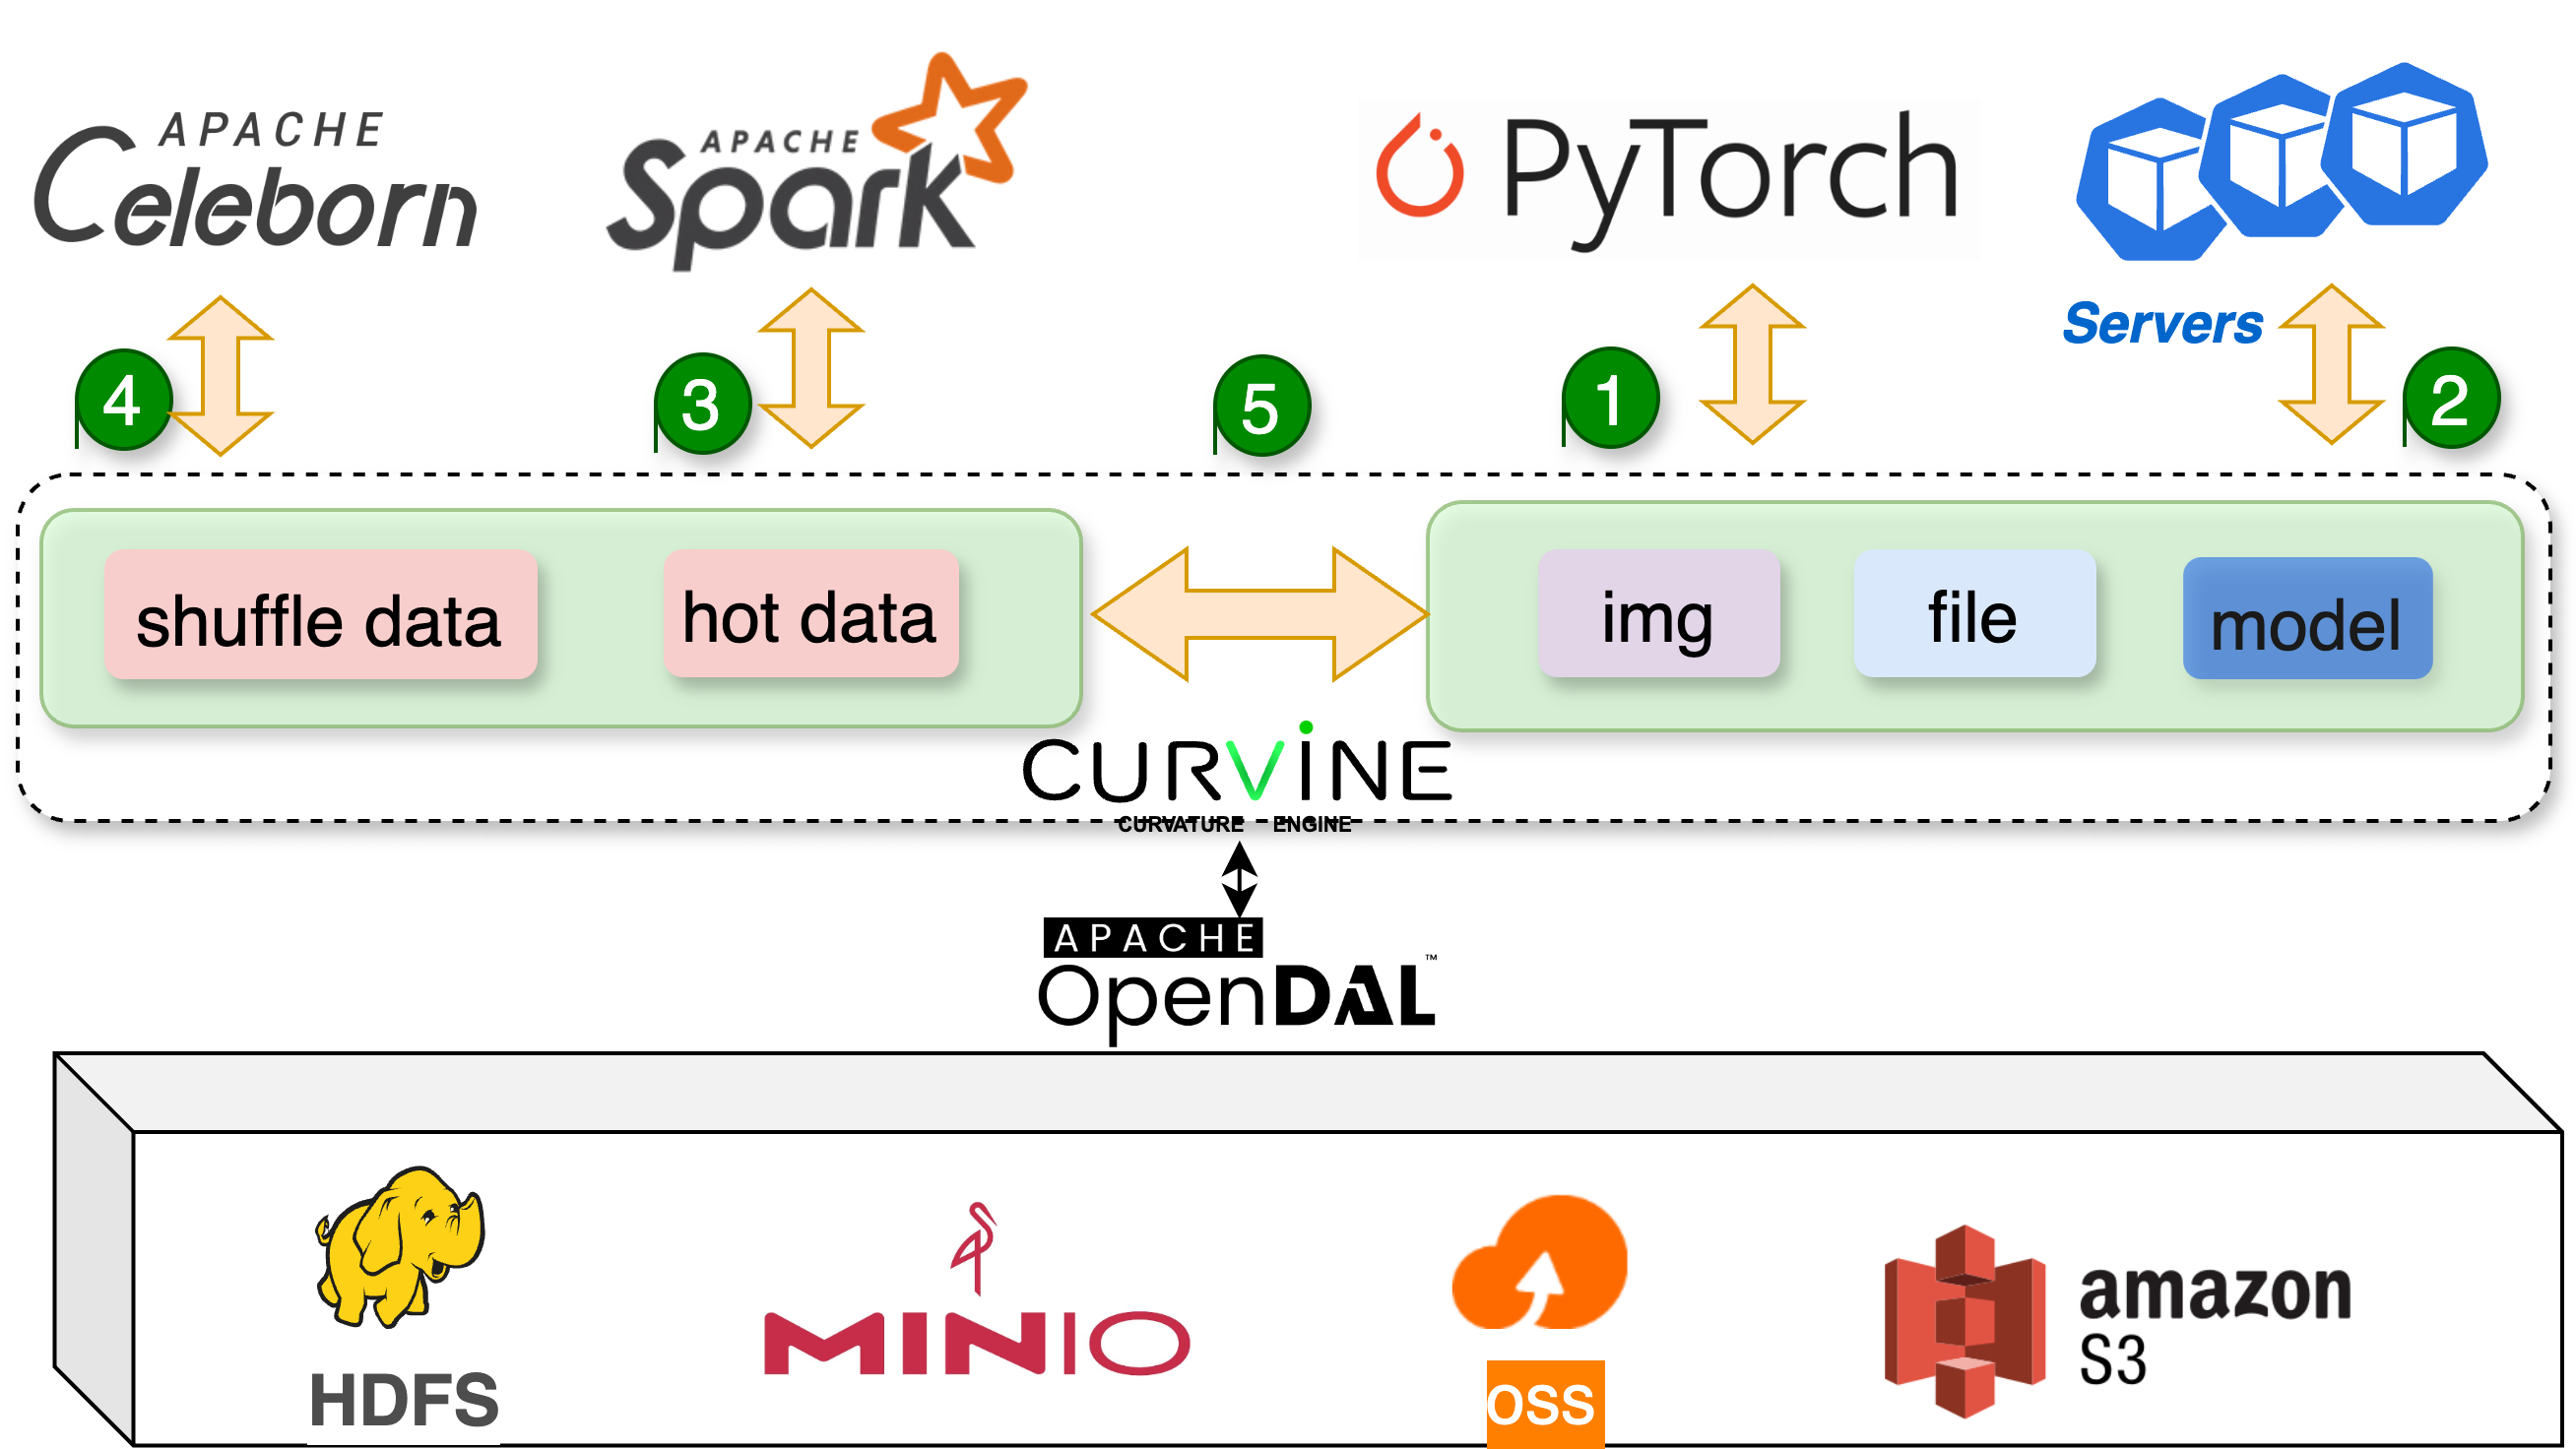 APACHE
Celeborn
APACHE
Spark
PyTorch
Servers
4
3
5
1
2
shuffle data
hot data
img
file
model
CURVINE
CURVATURE ENGINE
APACHE
OpenDAL™
HDFS
MINIO
OSS
amazon
S3